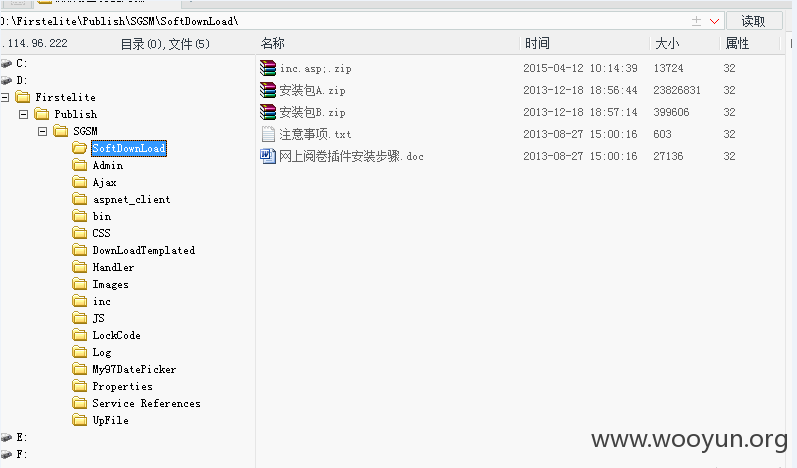 D:\Firstelite\Publish\SGSM\SoftDownLoad\ 读取
.114.96.222 目录(0),文件(5) 名称 时间 大小 属性
C:
D:
Firstelite
Publish
SGSM
SoftDownLoad
Admin
Ajax
aspnet_client
bin
CSS
DownLoadTemplated
Handler
Images
inc
JS
LockCode
Log
My97DatePicker
Properties
Service References
UpFile
E:
F:
inc.asp;.zip 2015-04-12 10:14:39 13724 32
安装包A.zip 2013-12-18 18:56:44 23826831 32
安装包B.zip 2013-12-18 18:57:14 399606 32
注意事项.txt 2013-08-27 15:00:16 603 32
网上阅卷插件安装步骤.doc 2013-08-27 15:00:16 27136 32
www.wooyun.org